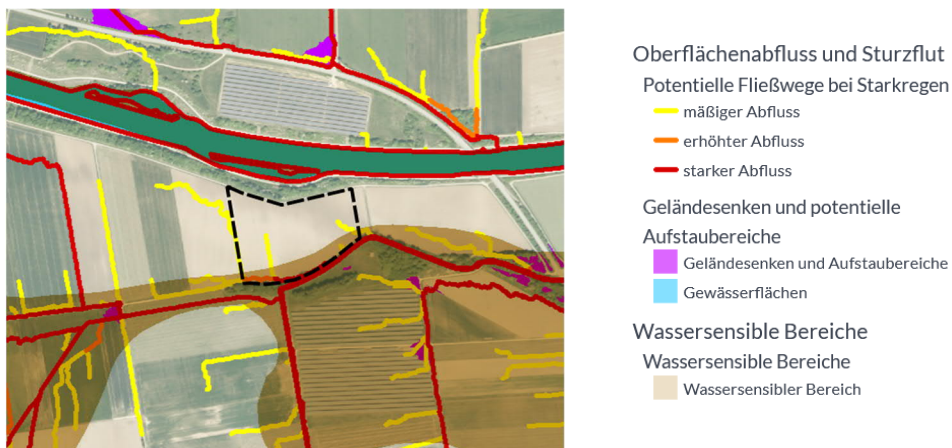 Oberflächenabfluss und Sturzflut
Potentielle Fließwege bei Starkregen
mäßiger Abfluss
erhöhter Abfluss
starker Abfluss
Geländesenken und potentielle
Aufstaubereiche
Geländesenken und Aufstaubereiche
Gewässerflächen
Wassersensible Bereiche
Wassersensible Bereiche
Wassersensibler Bereich